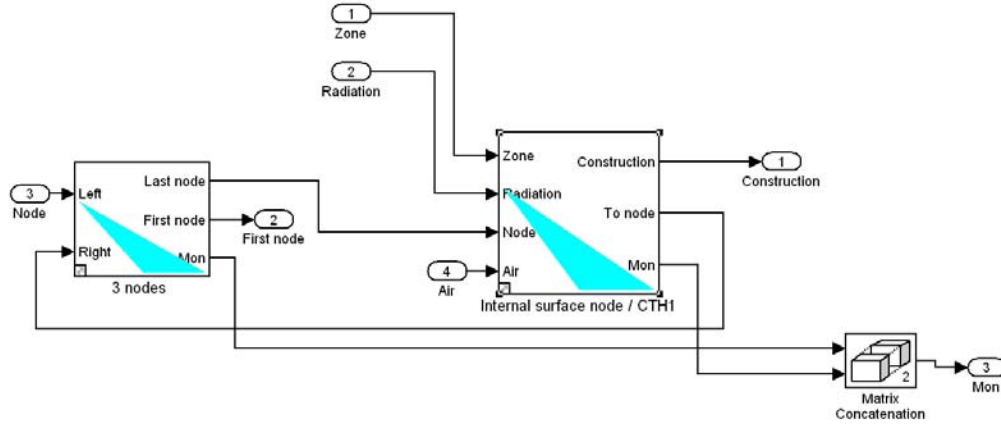 1
Zone
2
Radiation
3
Node
Left
Right
Last node
First node
Mon
3 nodes
2
First node
4
Air
Zone
Radiation
Node
Air
Construction
To node
Mon
Internal surface node / CTH1
1
Construction
2
Matrix
Concatenation
3
Mon